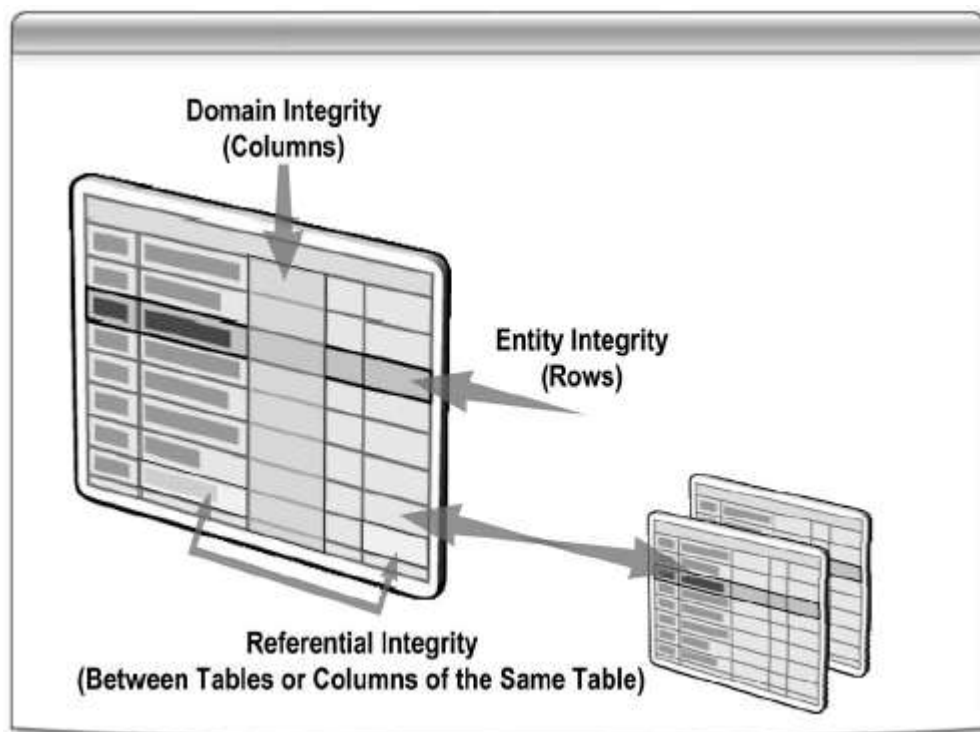 Domain Integrity
(Columns)
Entity Integrity
(Rows)
Referential Integrity
(Between Tables or Columns of the Same Table)